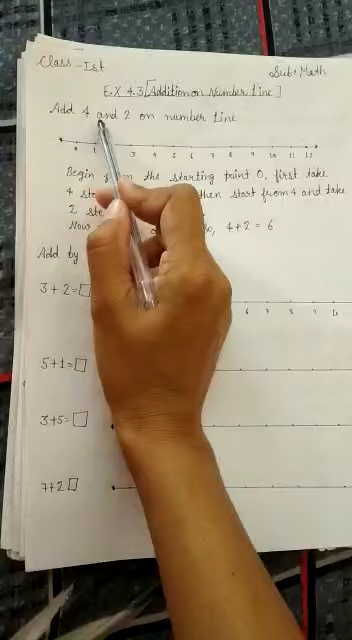 Class - Ist
Sub + Math
EX 4.3 [Addition on Number Line]
Add 4 and 2 on number line
3 4 5 6 7 8 9 10 11 12
Begin the starting point 0, first take
4 then start from 4 and take
2
Now 4+2 = 6
Add by
3+2=
6 7 8 9 10
5+1=
3+5=
7+2